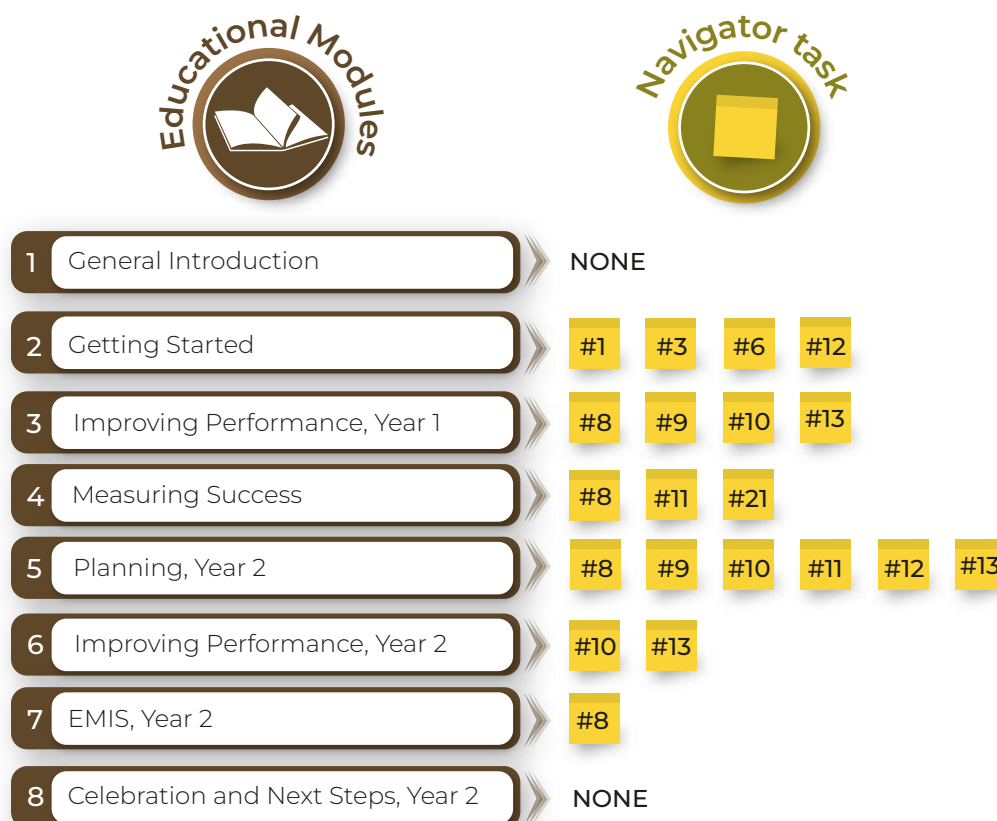 Educational Modules
Navigator task
1 General Introduction NONE
2 Getting Started #1 #3 #6 #12
3 Improving Performance, Year 1 #8 #9 #10 #13
4 Measuring Success #8 #11 #21
5 Planning, Year 2 #8 #9 #10 #11 #12 #13
6 Improving Performance, Year 2 #10 #13
7 EMIS, Year 2 #8
8 Celebration and Next Steps, Year 2 NONE